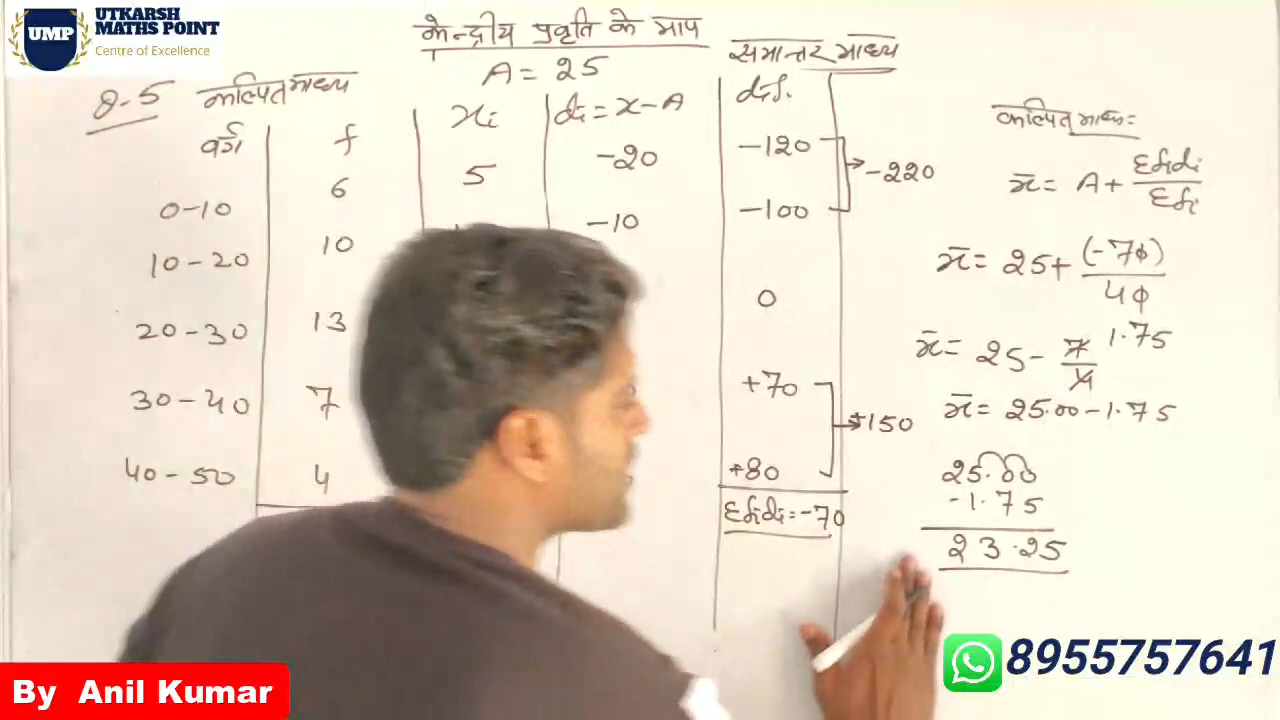 UTKARSH
MATHS POINT
Centre of Excellence
UMP
केन्द्रीय प्रवृति के माप
समान्तर माध्य
A = 25
Q-5 कल्पित माध्य
वर्ग f xi di = x-A difi
0-10 6 5 -20 -120
→ -220
10-20 10 -10 -100
20-30 13 0
30-40 7 +70
→ +150
40-50 4 +80
Σfidi = -70
कल्पित माध्य =
x̄ = A + Σfidi/Σfi
x̄ = 25 + (-70)/40
x̄ = 25 - 7/4 1.75
x̄ = 25.00 - 1.75
25.00
-1.75
23.25
8955757641
By Anil Kumar